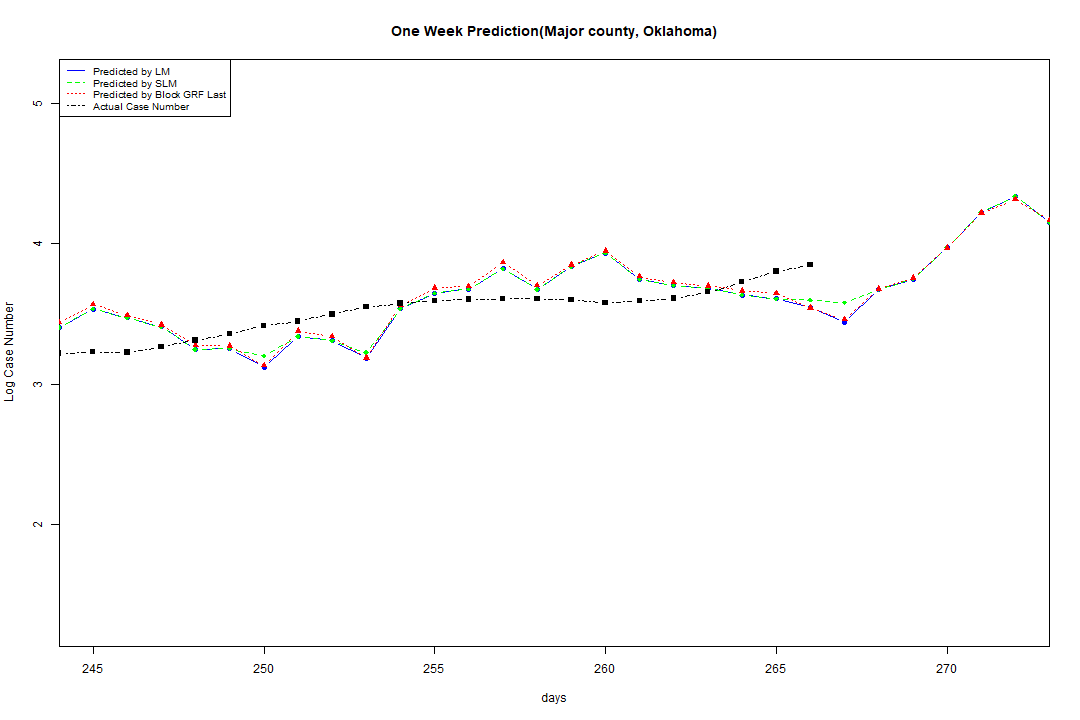 One Week Prediction(Major county, Oklahoma)
Predicted by LM
Predicted by SLM
Predicted by Block GRF Last
Actual Case Number
5
4
3
2
Log Case Number
245 250 255 260 265 270
days